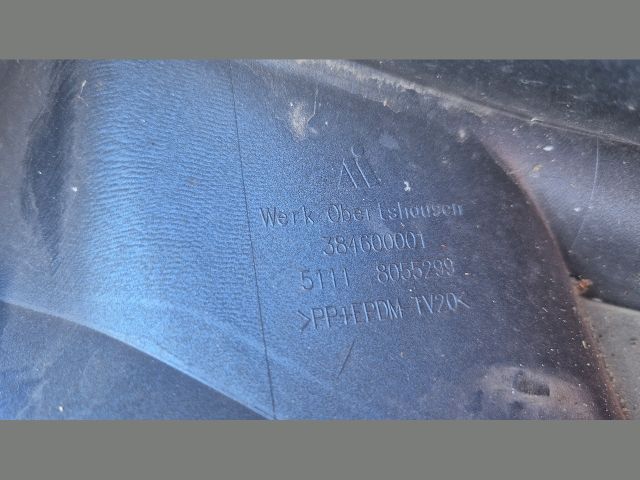 Werk Obertshausen
384600001
5111 8055299
>PP+EPDM TV20<